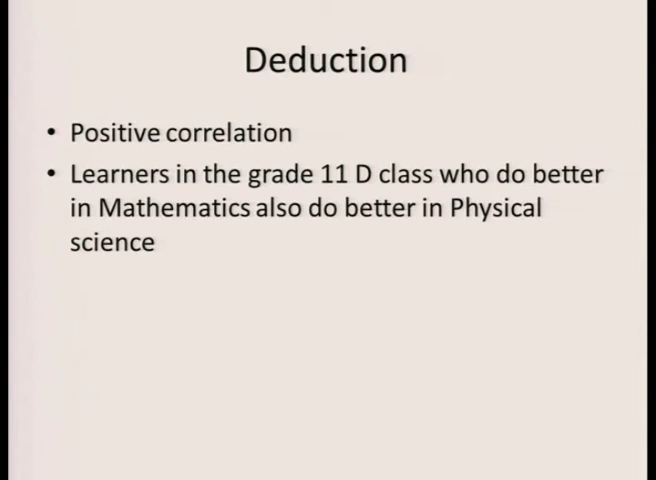 Deduction
• Positive correlation
• Learners in the grade 11 D class who do better
in Mathematics also do better in Physical
science